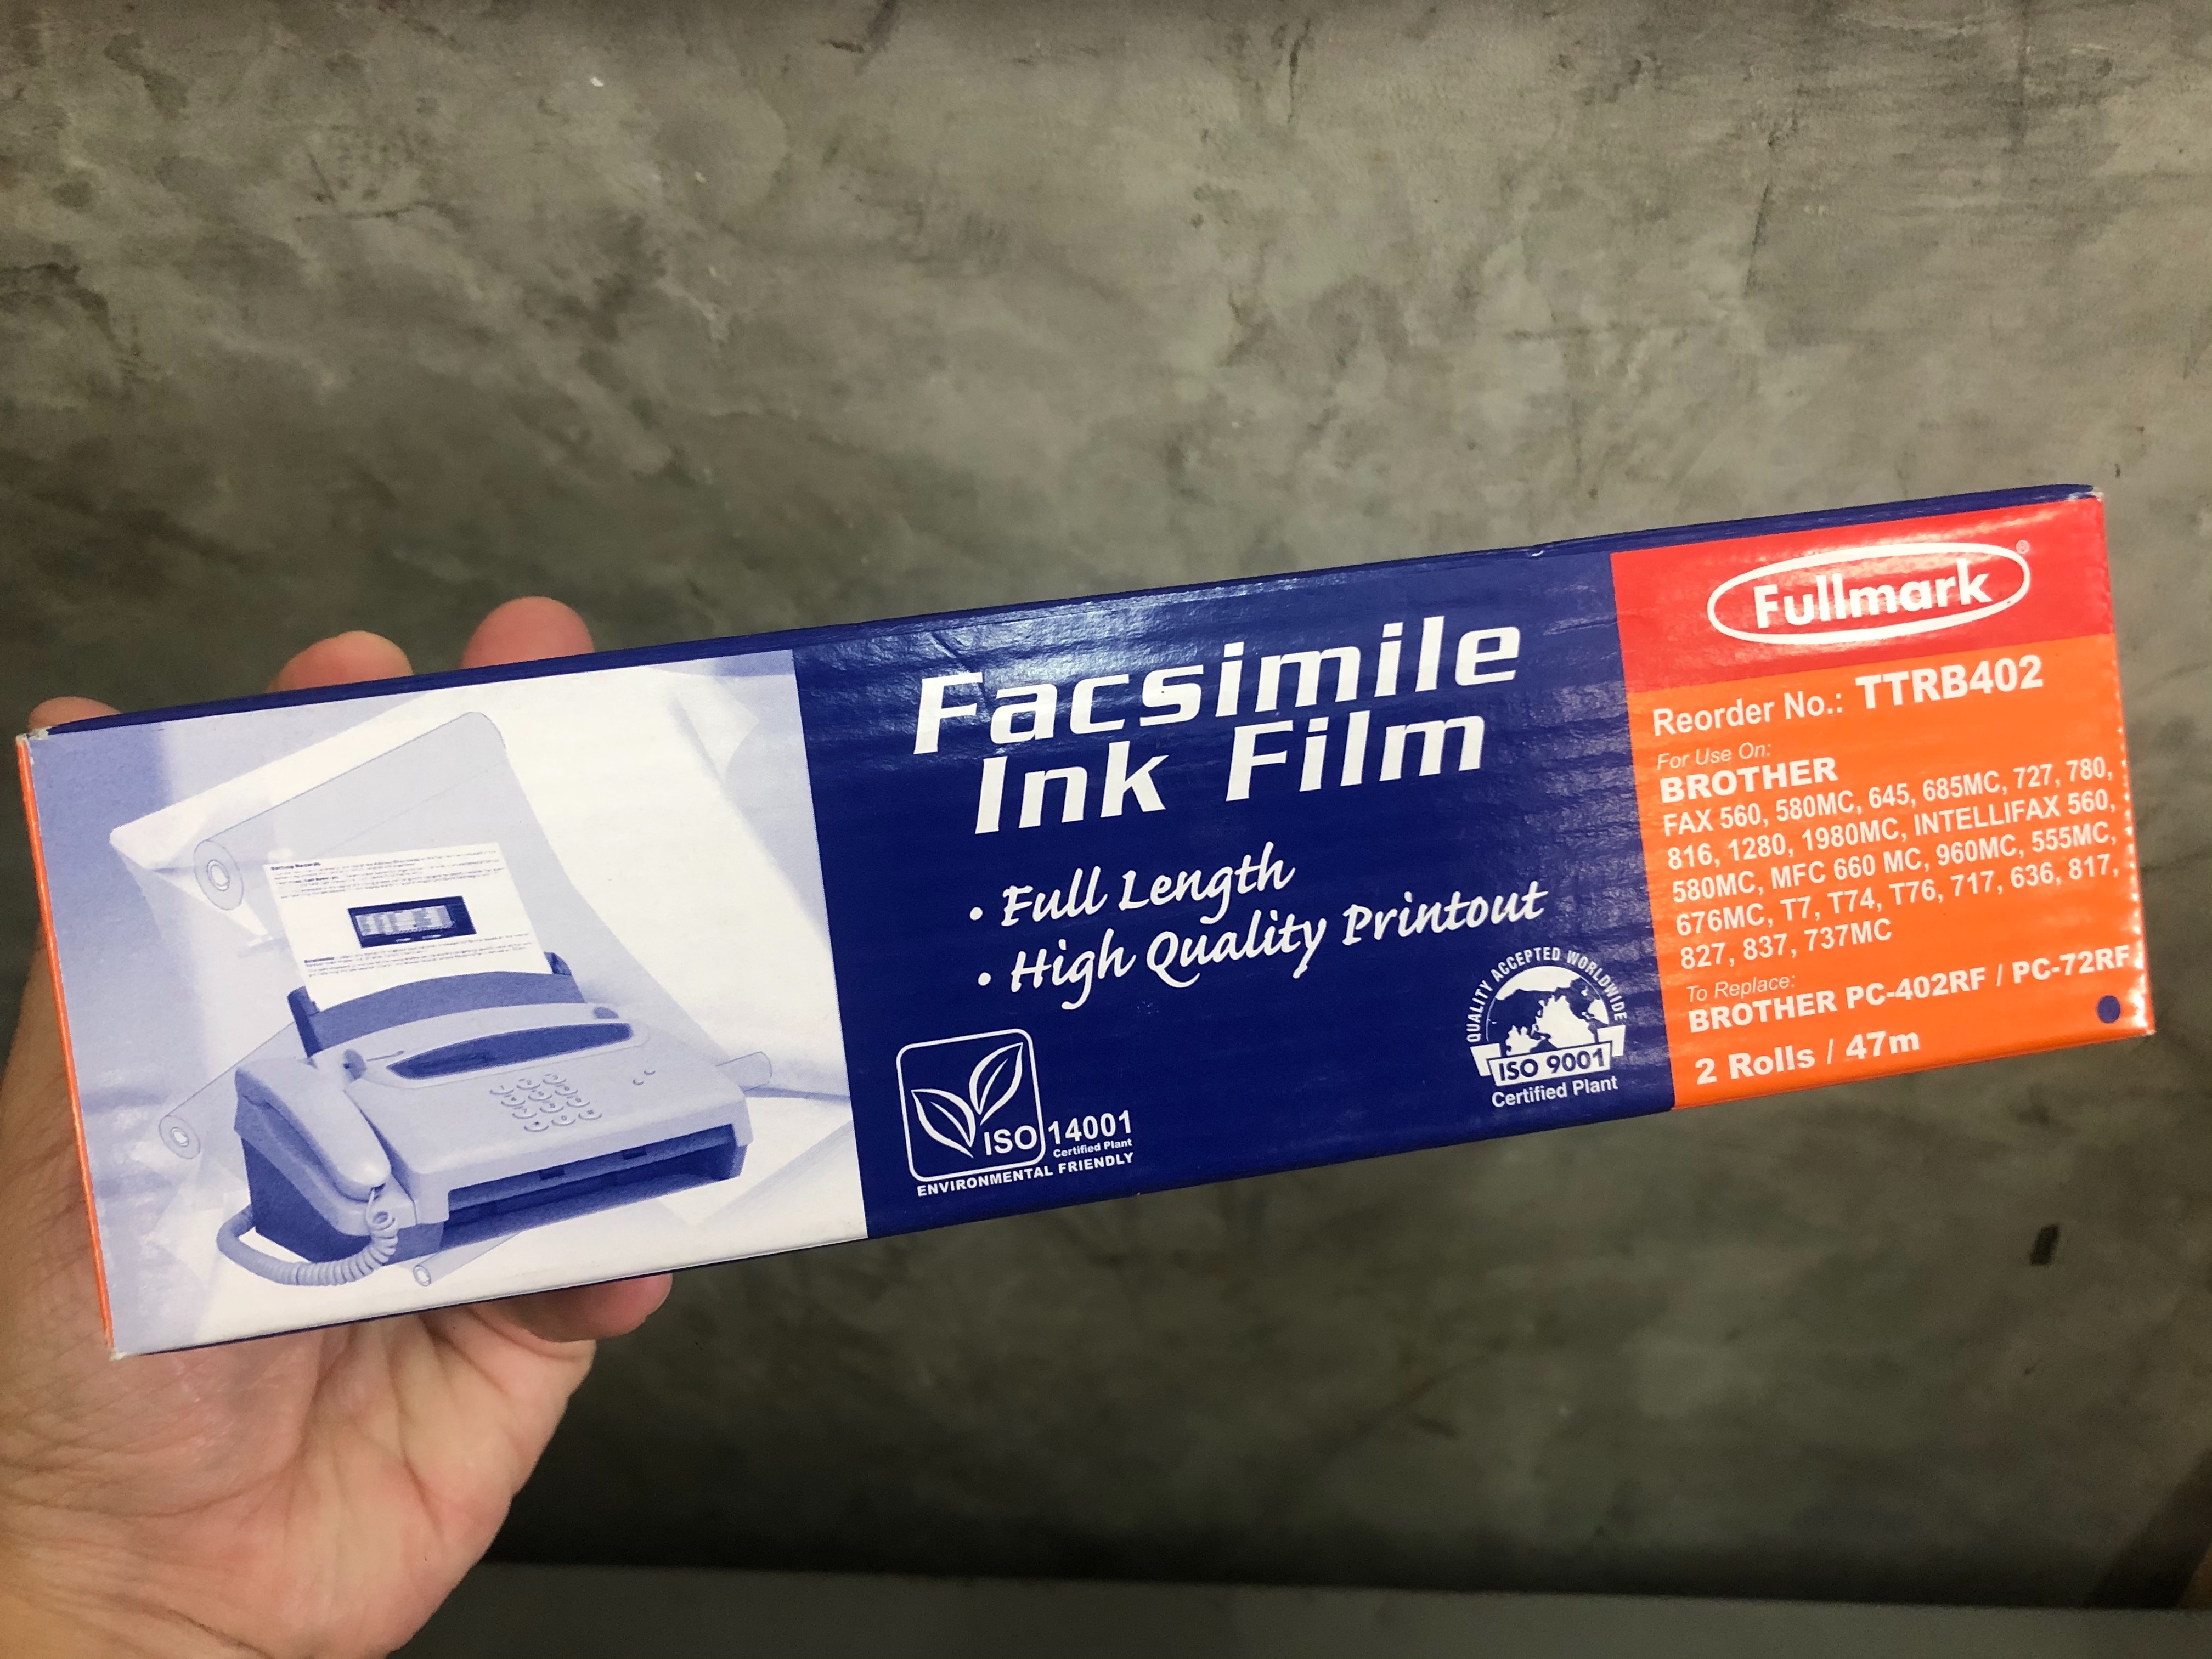 Facsimile
Ink Film
• Full Length
• High Quality Printout
ISO 14001
Certified Plant
ENVIRONMENTAL FRIENDLY
QUALITY ACCEPTED WORLDWIDE
ISO 9001
Certified Plant
Fullmark®
Reorder No.: TTRB402
For Use On:
BROTHER
FAX 560, 580MC, 645, 685MC, 727, 780,
816, 1280, 1980MC, INTELLIFAX 560,
580MC, MFC 660 MC, 960MC, 555MC,
676MC, T7, T74, T76, 717, 636, 817,
827, 837, 737MC
To Replace:
BROTHER PC-402RF / PC-72RF
2 Rolls / 47m